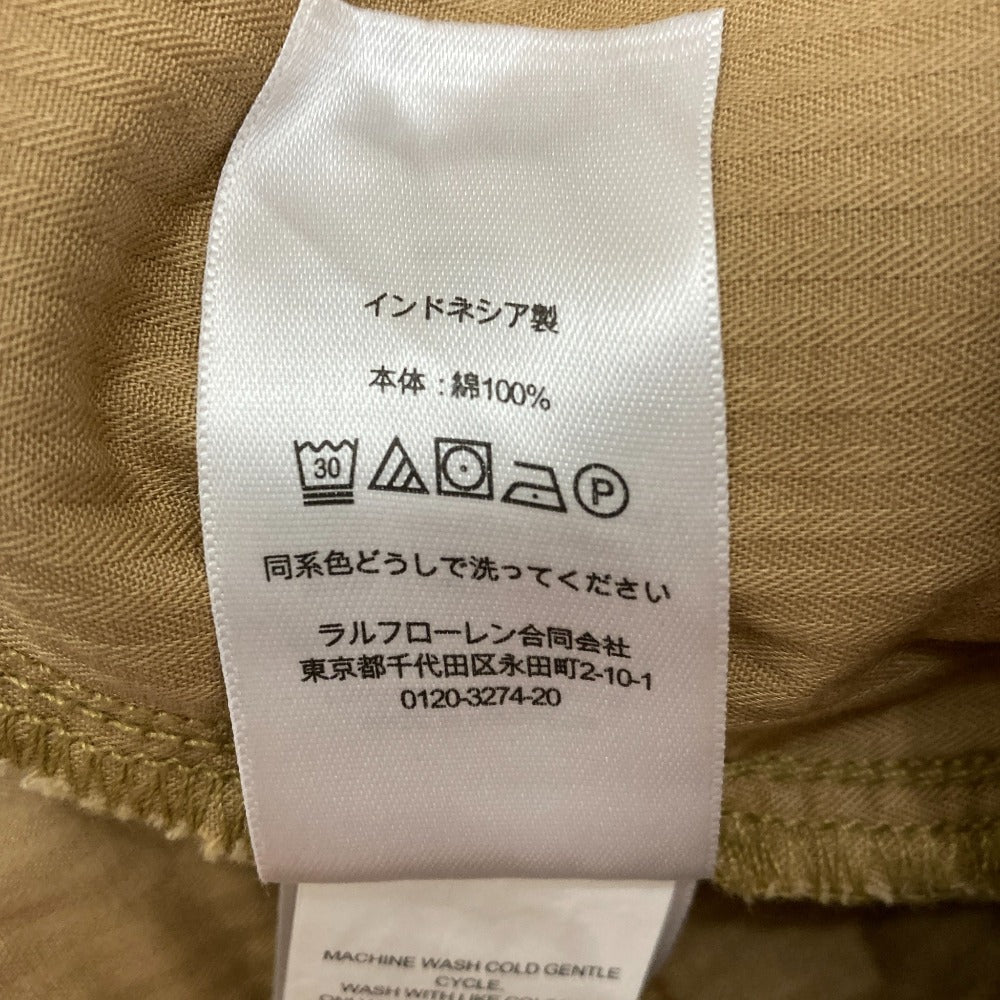 インドネシア製
本体 : 綿100%
30 P
同系色どうしで洗ってください
ラルフローレン合同会社
東京都千代田区永田町2-10-1
0120-3274-20
MACHINE WASH COLD GENTLE
CYCLE.
WASH WITH LIKE